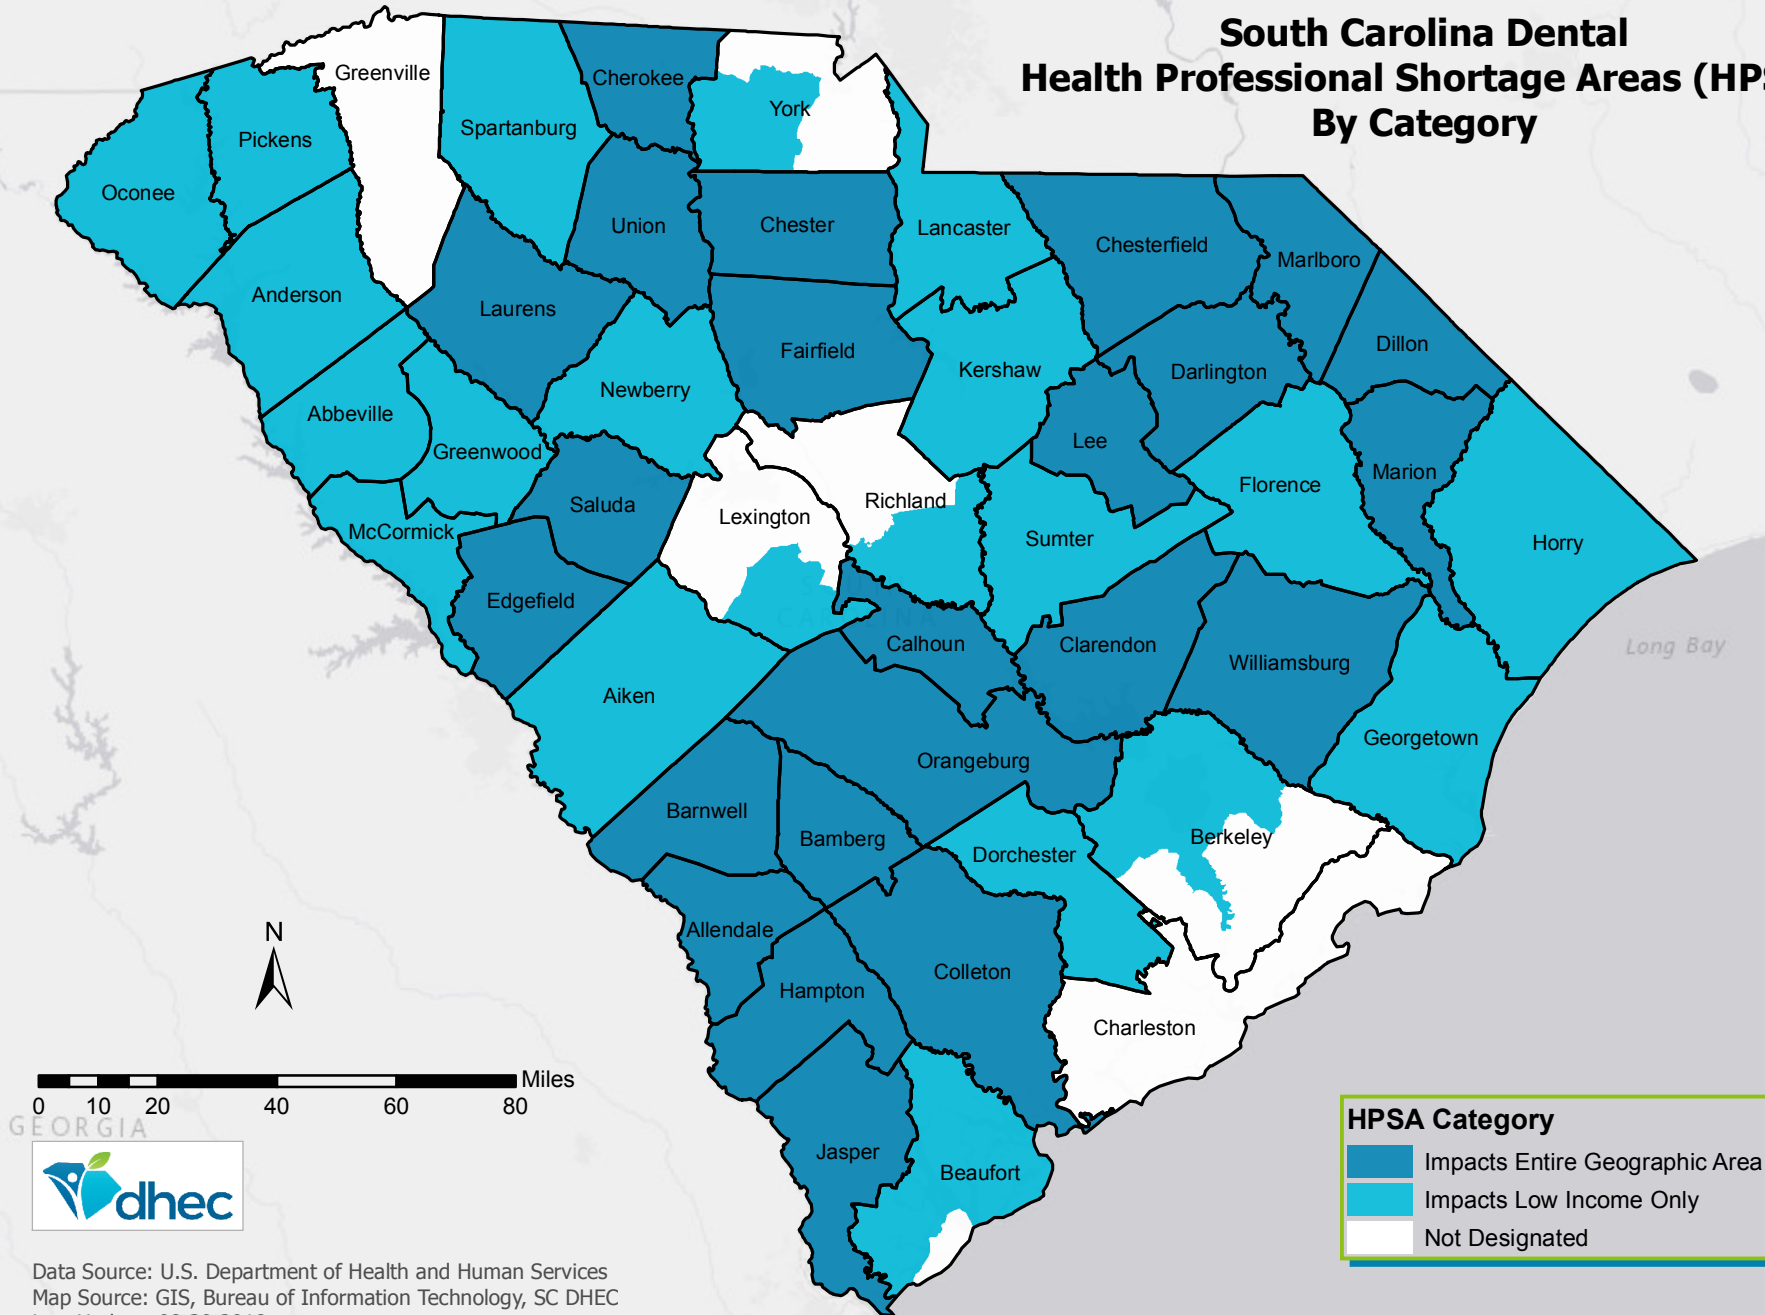 South Carolina Dental
Health Professional Shortage Areas (HPS
By Category
Greenville
Cherokee
York
Spartanburg
Pickens
Oconee
Union
Chester
Lancaster
Chesterfield
Marlboro
Anderson
Laurens
Fairfield
Dillon
Kershaw
Darlington
Newberry
Abbeville
Greenwood
Lee
Marion
Florence
Saluda
Richland
Lexington
McCormick
Sumter
Horry
Edgefield
Calhoun
Clarendon
Williamsburg
Long Bay
Aiken
Georgetown
Orangeburg
Barnwell
Bamberg
Dorchester
Berkeley
Allendale
Colleton
Hampton
Charleston
Jasper
Beaufort
N
Miles
0 10 20 40 60 80
GEORGIA
dhec
HPSA Category
Impacts Entire Geographic Area
Impacts Low Income Only
Not Designated
Data Source: U.S. Department of Health and Human Services
Map Source: GIS, Bureau of Information Technology, SC DHEC